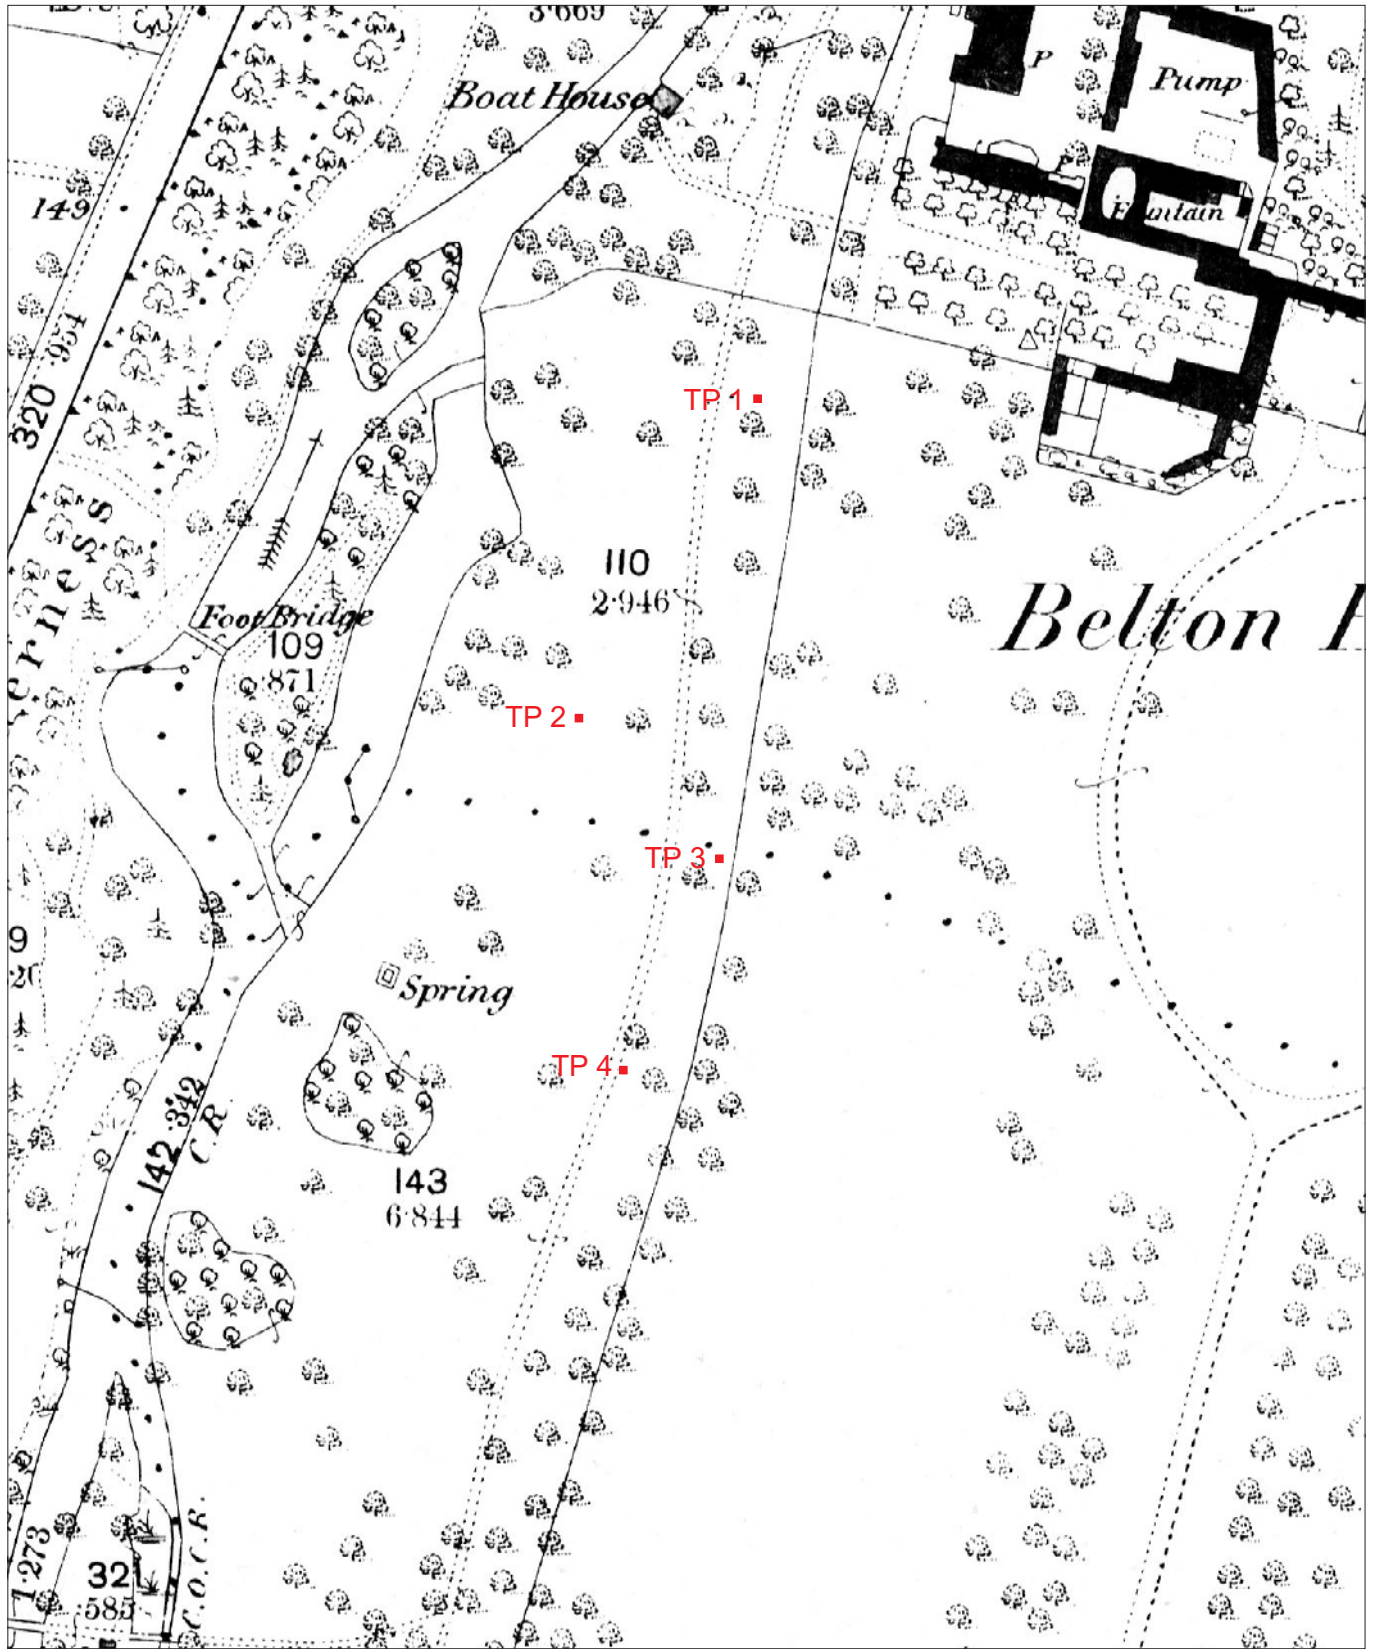 3·669
Boat House
P
Pump
Fountain
149
320 ·954
TP 1
110
2·946
Foot Bridge
109
·871
Belton
TP 2
TP 3
9
Spring
TP 4
142 ·342
C.R.
143
6·844
1·273
32
·585
C.O.C.R.